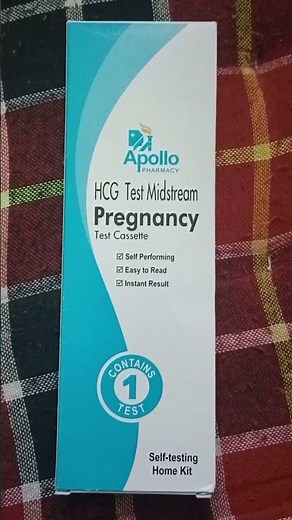 Apollo
PHARMACY
HCG Test Midstream
Pregnancy
Test Cassette
☑ Self Performing
☑ Easy to Read
☑ Instant Result
CONTAINS
1
TEST
Self-testing
Home Kit